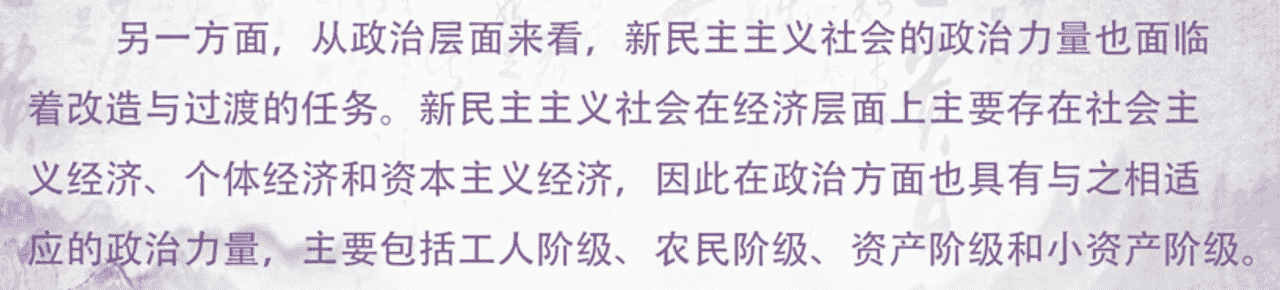 另一方面，从政治层面来看，新民主主义社会的政治力量也面临
着改造与过渡的任务。新民主主义社会在经济层面上主要存在社会主
义经济、个体经济和资本主义经济，因此在政治方面也具有与之相适
应的政治力量，主要包括工人阶级、农民阶级、资产阶级和小资产阶级。